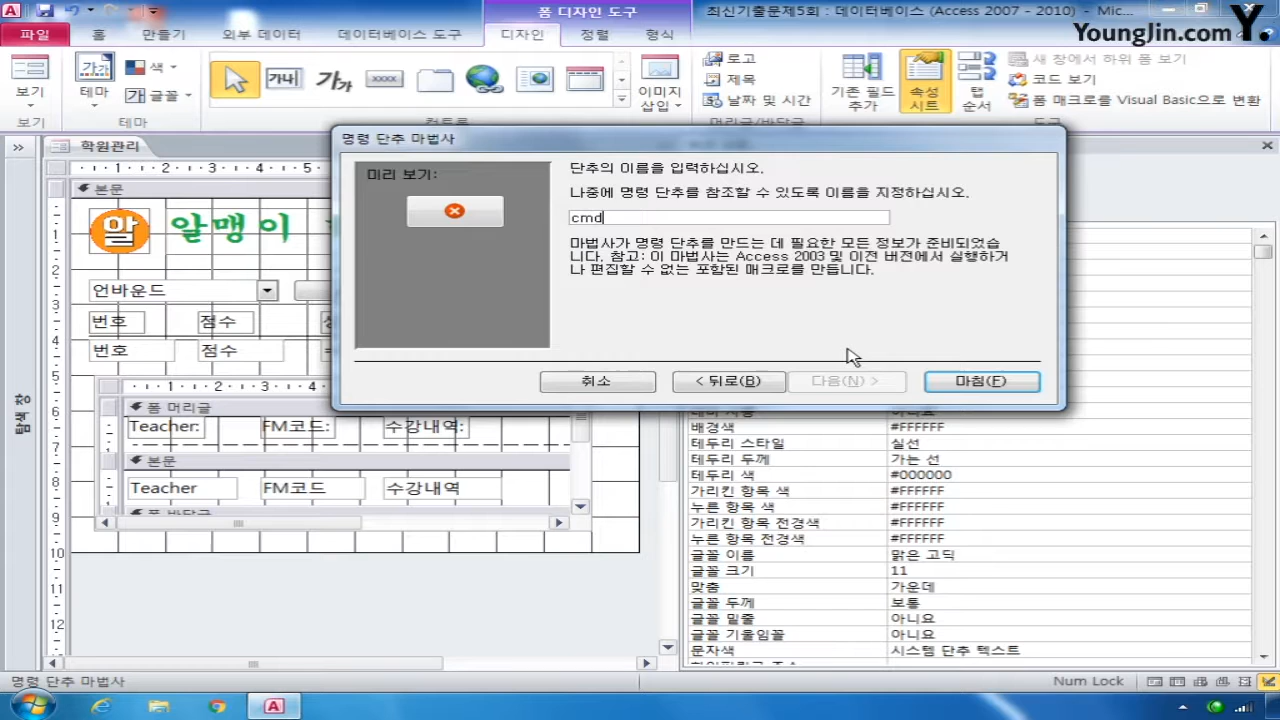 폼 디자인 도구
최신기출문제5회 : 데이터베이스 (Access 2007 - 2010) - Mic...
YoungJin.com Y.
파일 홈 만들기 외부 데이터 데이터베이스 도구 디자인 정렬 형식
보기
테마
색
글꼴
가나
가가
xxxx
이미지
삽입
로고
제목
날짜 및 시간
기존 필드
추가
속성
시트
탭
순서
새 창에서 하위 폼 보기
코드 보기
폼 매크로를 Visual Basic으로 변환
보기 테마 컨트롤 머리글/바닥글 도구
학원관리
본문
알 알맹이
언바운드
번호 점수
번호 점수
폼 머리글
Teacher: FM코드: 수강내역:
본문
Teacher FM코드 수강내역
폼 바닥글
탐색 창
명령 단추 마법사
미리 보기:
단추의 이름을 입력하십시오.
나중에 명령 단추를 참조할 수 있도록 이름을 지정하십시오.
cmd
마법사가 명령 단추를 만드는 데 필요한 모든 정보가 준비되었습
니다. 참고: 이 마법사는 Access 2003 및 이전 버전에서 실행하거
나 편집할 수 없는 포함된 매크로를 만듭니다.
취소 < 뒤로(B) 다음(N) > 마침(F)
배경색 #FFFFFF
테두리 스타일 실선
테두리 두께 가는 선
테두리 색 #000000
가리킨 항목 색 #FFFFFF
누른 항목 색 #FFFFFF
가리킨 항목 전경색 #FFFFFF
누른 항목 전경색 #FFFFFF
글꼴 이름 맑은 고딕
글꼴 크기 11
맞춤 가운데
글꼴 두께 보통
글꼴 밑줄 아니요
글꼴 기울임꼴 아니요
문자색 시스템 단추 텍스트
명령 단추 마법사
Num Lock